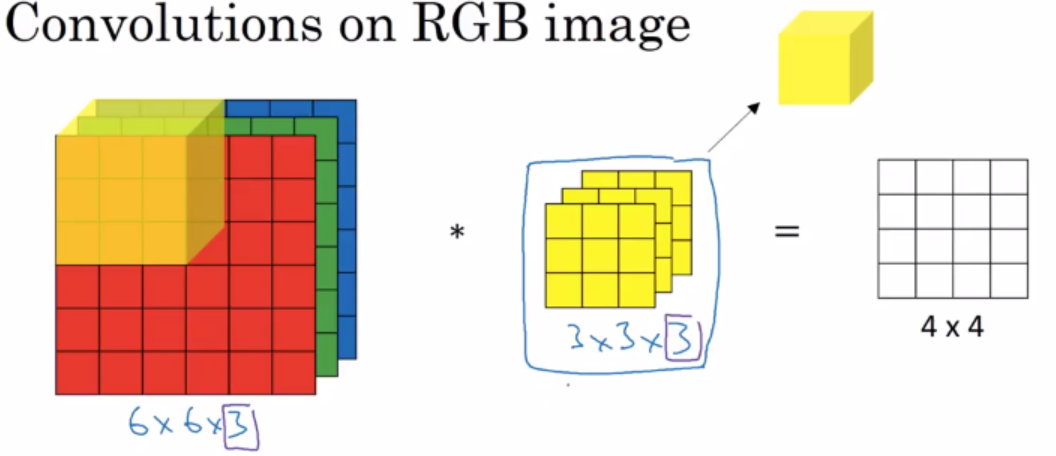 Convolutions on RGB image
*
=
3x3x3
4 x 4
6x6x3